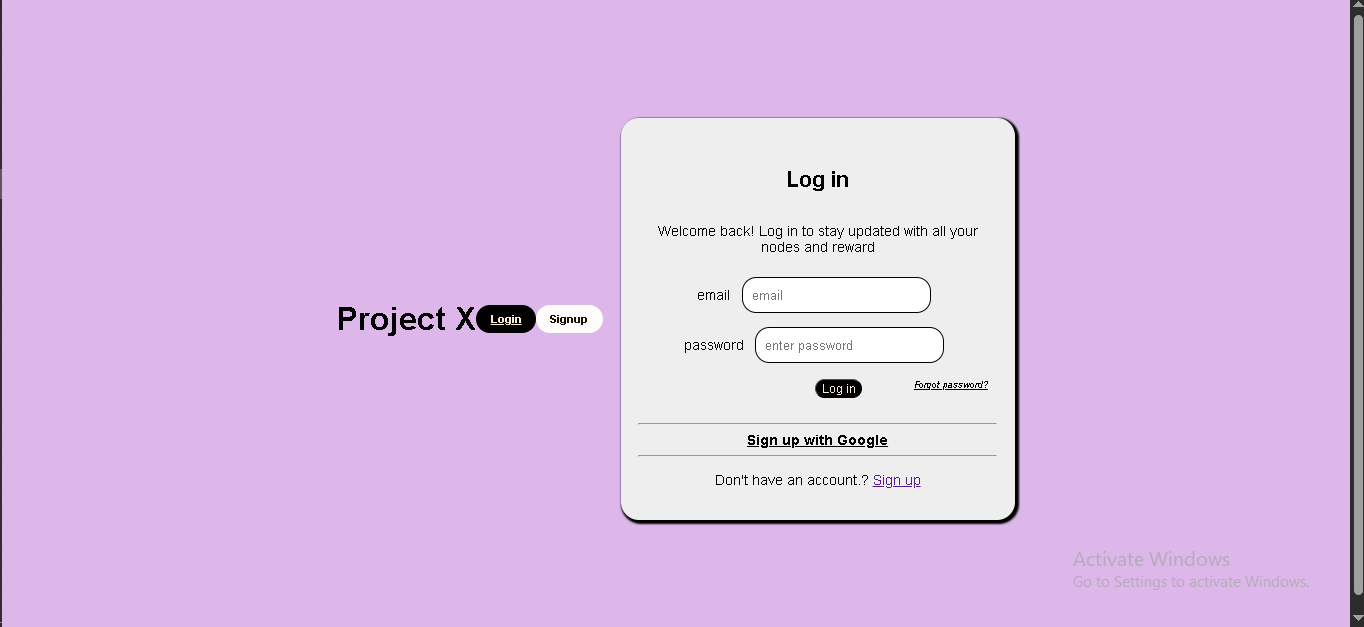 Project X
Login
Signup
Log in
Welcome back! Log in to stay updated with all your
nodes and reward
email
email
password
enter password
Log in
Forgot password?
Sign up with Google
Don't have an account.? Sign up
Activate Windows
Go to Settings to activate Windows.